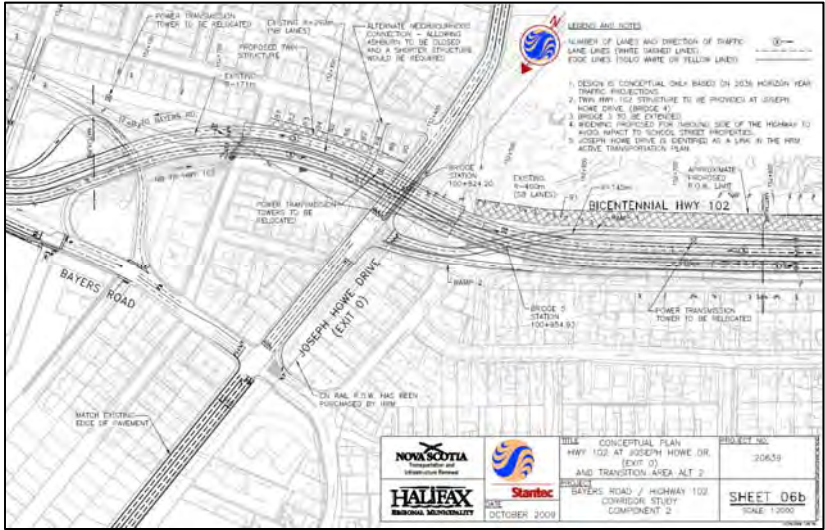 POWER TRANSMISSION
TOWER TO BE RELOCATED
EXISTING R=290m
(NB LANES)
PROPOSED TWIN
STRUCTURE
EXISTING
ALTERNATE NEIGHBOURHOOD
CONNECTION - ALLOWING
ASHBURN TO BE CLOSED
AND A SHORTER STRUCTURE
WOULD BE REQUIRED
N
LEGEND AND NOTES
NUMBER OF LANES AND DIRECTION OF TRAFFIC
LANE LINES (WHITE DASHED LINES)
EDGE LINES (SOLID WHITE OR YELLOW LINES)
1. DESIGN IS CONCEPTUAL ONLY BASED ON 2036 HORIZON YEAR
TRAFFIC PROJECTIONS.
2. TWIN HWY 102 STRUCTURE TO BE PROVIDED AT JOSEPH
HOWE DRIVE (BRIDGE 4)
3. BRIDGE 5 TO BE EXTENDED
4. WIDENING PROPOSED FOR INBOUND SIDE OF THE HIGHWAY TO
AVOID IMPACT TO SCHOOL STREET PROPERTIES.
5. JOSEPH HOWE DRIVE IS IDENTIFIED AS A LINK IN THE HRM
ACTIVE TRANSPORTATION PLAN.
BRIDGE 4
STATION
100+824.20
EXISTING
R=400m
(SB LANES)
APPROXIMATE
PROPOSED
R.O.W. LIMIT
BICENTENNIAL HWY 102
POWER TRANSMISSION
TOWERS TO BE
RELOCATED
RAMP 2
BAYERS ROAD
JOSEPH HOWE DRIVE
(EXIT 0)
BRIDGE 5
STATION
POWER TRANSMISSION
TOWER TO BE RELOCATED
CN RAIL R.O.W. HAS BEEN
PURCHASED BY HRM
MATCH EXISTING
EDGE OF PAVEMENT
NOVA SCOTIA
Transportation and
Infrastructure Renewal
HALIFAX
REGIONAL MUNICIPALITY
Stantec
DATE
OCTOBER 2009
TITLE
CONCEPTUAL PLAN
HWY 102 AT JOSEPH HOWE DR.
(EXIT 0)
AND TRANSITION AREA ALT 2
PROJECT
BAYERS ROAD / HIGHWAY 102
CORRIDOR STUDY
COMPONENT 2
PROJECT NO.
20639
SHEET 06b
SCALE: 1:2000